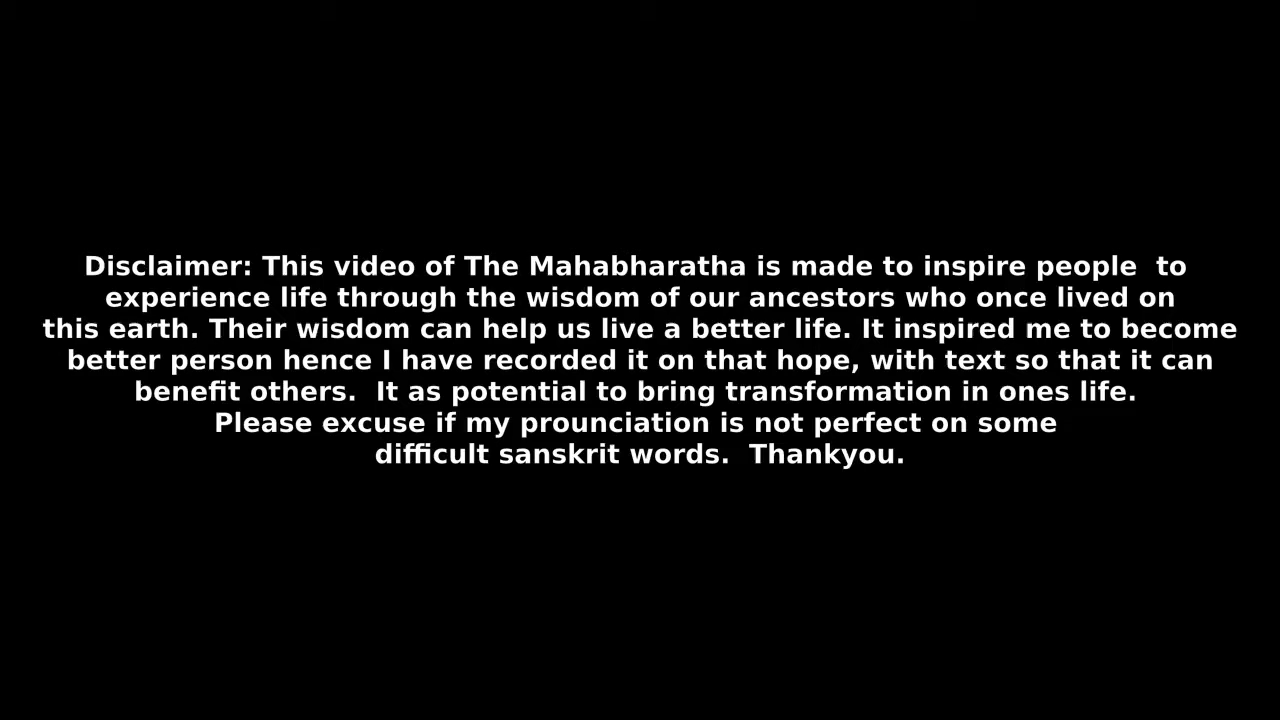 Disclaimer: This video of The Mahabharatha is made to inspire people  to
experience life through the wisdom of our ancestors who once lived on
this earth. Their wisdom can help us live a better life. It inspired me to become
better person hence I have recorded it on that hope, with text so that it can
benefit others.  It as potential to bring transformation in ones life.
Please excuse if my prounciation is not perfect on some
difficult sanskrit words.  Thankyou.